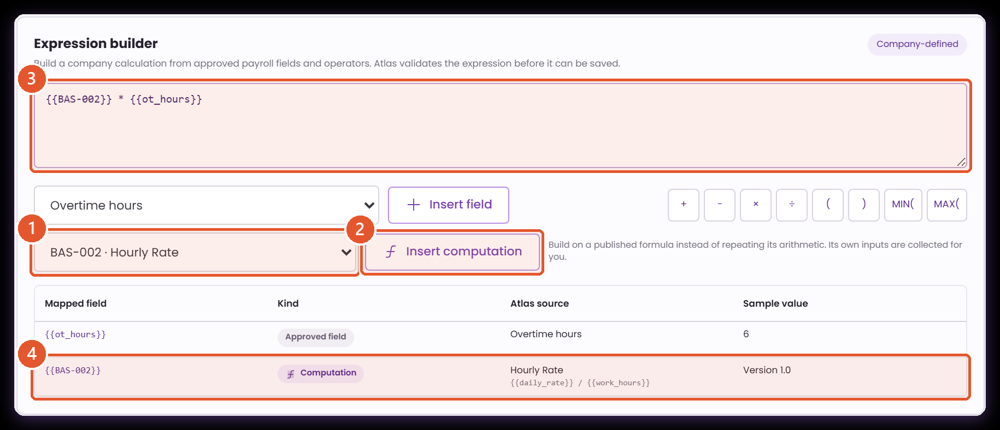 Expression builder
Company-defined
Build a company calculation from approved payroll fields and operators. Atlas validates the expression before it can be saved.
3
{{BAS-002}} * {{ot_hours}}
Overtime hours
+ Insert field
+ − × ÷ ( ) MIN( MAX(
1
BAS-002 · Hourly Rate
2
ƒ Insert computation
Build on a published formula instead of repeating its arithmetic. Its own inputs are collected for
you.
Mapped field Kind Atlas source Sample value
{{ot_hours}} Approved field Overtime hours 6
4
{{BAS-002}} ƒ Computation Hourly Rate Version 1.0
{{daily_rate}} / {{work_hours}}